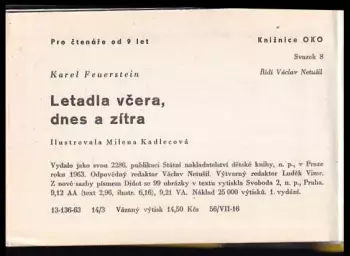 Pro čtenáře od 9 let
Knižnice OKO
Svazek 8
Karel Feuerstein
Řídí Václav Netušil
Letadla včera,
dnes a zítra
Ilustrovala Milena Kadlecová
Vydalo jako svou 2286. publikaci Státní nakladatelství dětské knihy, n. p., v Praze
roku 1963. Odpovědný redaktor Václav Netušil. Výtvarný redaktor Luděk Vimr.
Z nové sazby písmem Didot se 99 obrázky v textu vytiskla Svoboda 2, n. p., Praha.
9,12 AA (text 2,96, ilustr. 6,16), 9,21 VA. Náklad 25 000 výtisků. 1. vydání.
13-136-63 14/3 Vázaný výtisk 14,50 Kčs 56/VII-16